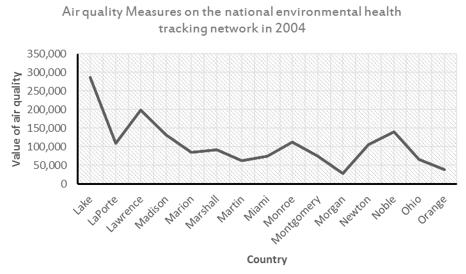 Air quality Measures on the national environmental health
tracking network in 2004
Value of air quality
350,000
300,000
250,000
200,000
150,000
100,000
50,000
0
Lake
LaPorte
Lawrence
Madison
Marion
Marshall
Martin
Miami
Monroe
Montgomery
Morgan
Newton
Noble
Ohio
Orange
Country